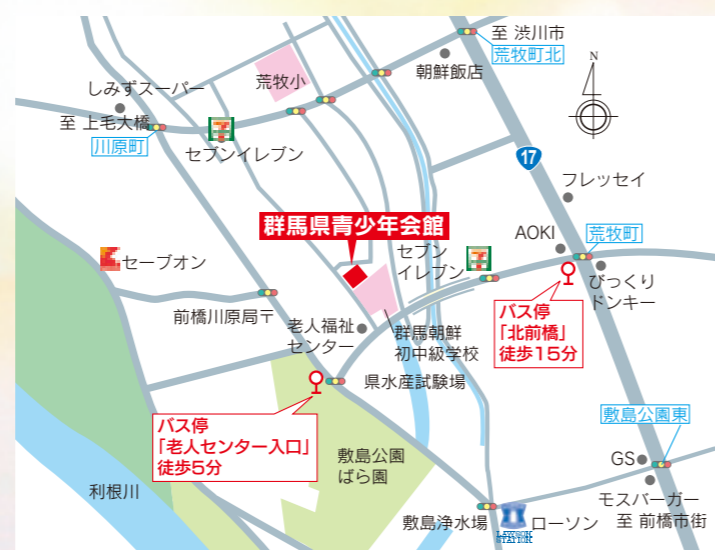 至 渋川市
荒牧町北
朝鮮飯店
荒牧小
しみずスーパー
至 上毛大橋
川原町
セブンイレブン
N
17
フレッセイ
群馬県青少年会館
AOKI
荒牧町
セブン
イレブン
セーブオン
びっくり
ドンキー
前橋川原局〒
老人福祉
センター
群馬朝鮮
初中級学校
バス停
「北前橋」
徒歩15分
県水産試験場
バス停
「老人センター入口」
徒歩5分
敷島公園
ばら園
敷島公園東
GS
利根川
モスバーガー
敷島浄水場
LAWSON
STATION
ローソン
至 前橋市街